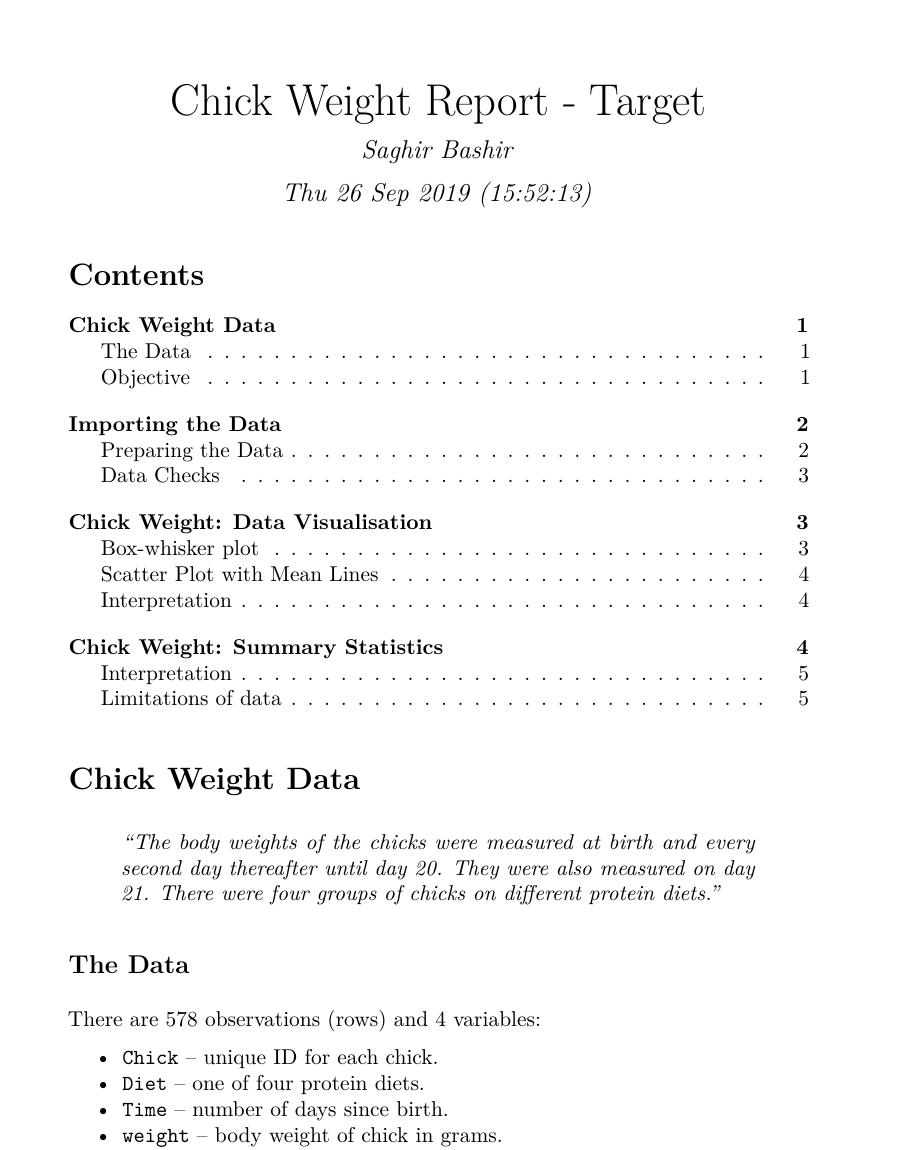 Chick Weight Report - Target
Saghir Bashir
Thu 26 Sep 2019 (15:52:13)
Contents
Chick Weight Data 1
The Data . . . . . . . . . . . . . . . . . . . . . . . . . . . . . . . . . . 1
Objective . . . . . . . . . . . . . . . . . . . . . . . . . . . . . . . . . . 1
Importing the Data 2
Preparing the Data . . . . . . . . . . . . . . . . . . . . . . . . . . . . . 2
Data Checks . . . . . . . . . . . . . . . . . . . . . . . . . . . . . . . . 3
Chick Weight: Data Visualisation 3
Box-whisker plot . . . . . . . . . . . . . . . . . . . . . . . . . . . . . . 3
Scatter Plot with Mean Lines . . . . . . . . . . . . . . . . . . . . . . . 4
Interpretation . . . . . . . . . . . . . . . . . . . . . . . . . . . . . . . . 4
Chick Weight: Summary Statistics 4
Interpretation . . . . . . . . . . . . . . . . . . . . . . . . . . . . . . . . 5
Limitations of data . . . . . . . . . . . . . . . . . . . . . . . . . . . . . 5
Chick Weight Data
“The body weights of the chicks were measured at birth and every
second day thereafter until day 20. They were also measured on day
21. There were four groups of chicks on different protein diets.”
The Data
There are 578 observations (rows) and 4 variables:
• Chick – unique ID for each chick.
• Diet – one of four protein diets.
• Time – number of days since birth.
• weight – body weight of chick in grams.